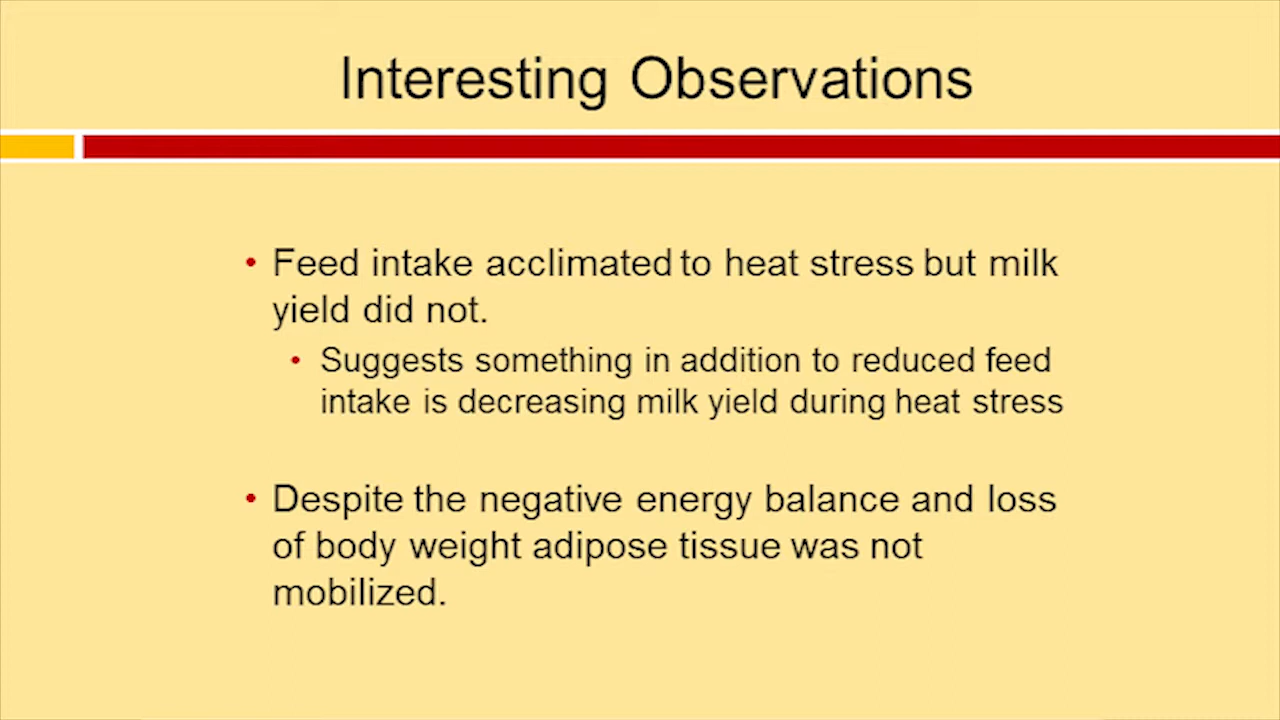 Interesting Observations
• Feed intake acclimated to heat stress but milk
yield did not.
• Suggests something in addition to reduced feed
intake is decreasing milk yield during heat stress
• Despite the negative energy balance and loss
of body weight adipose tissue was not
mobilized.